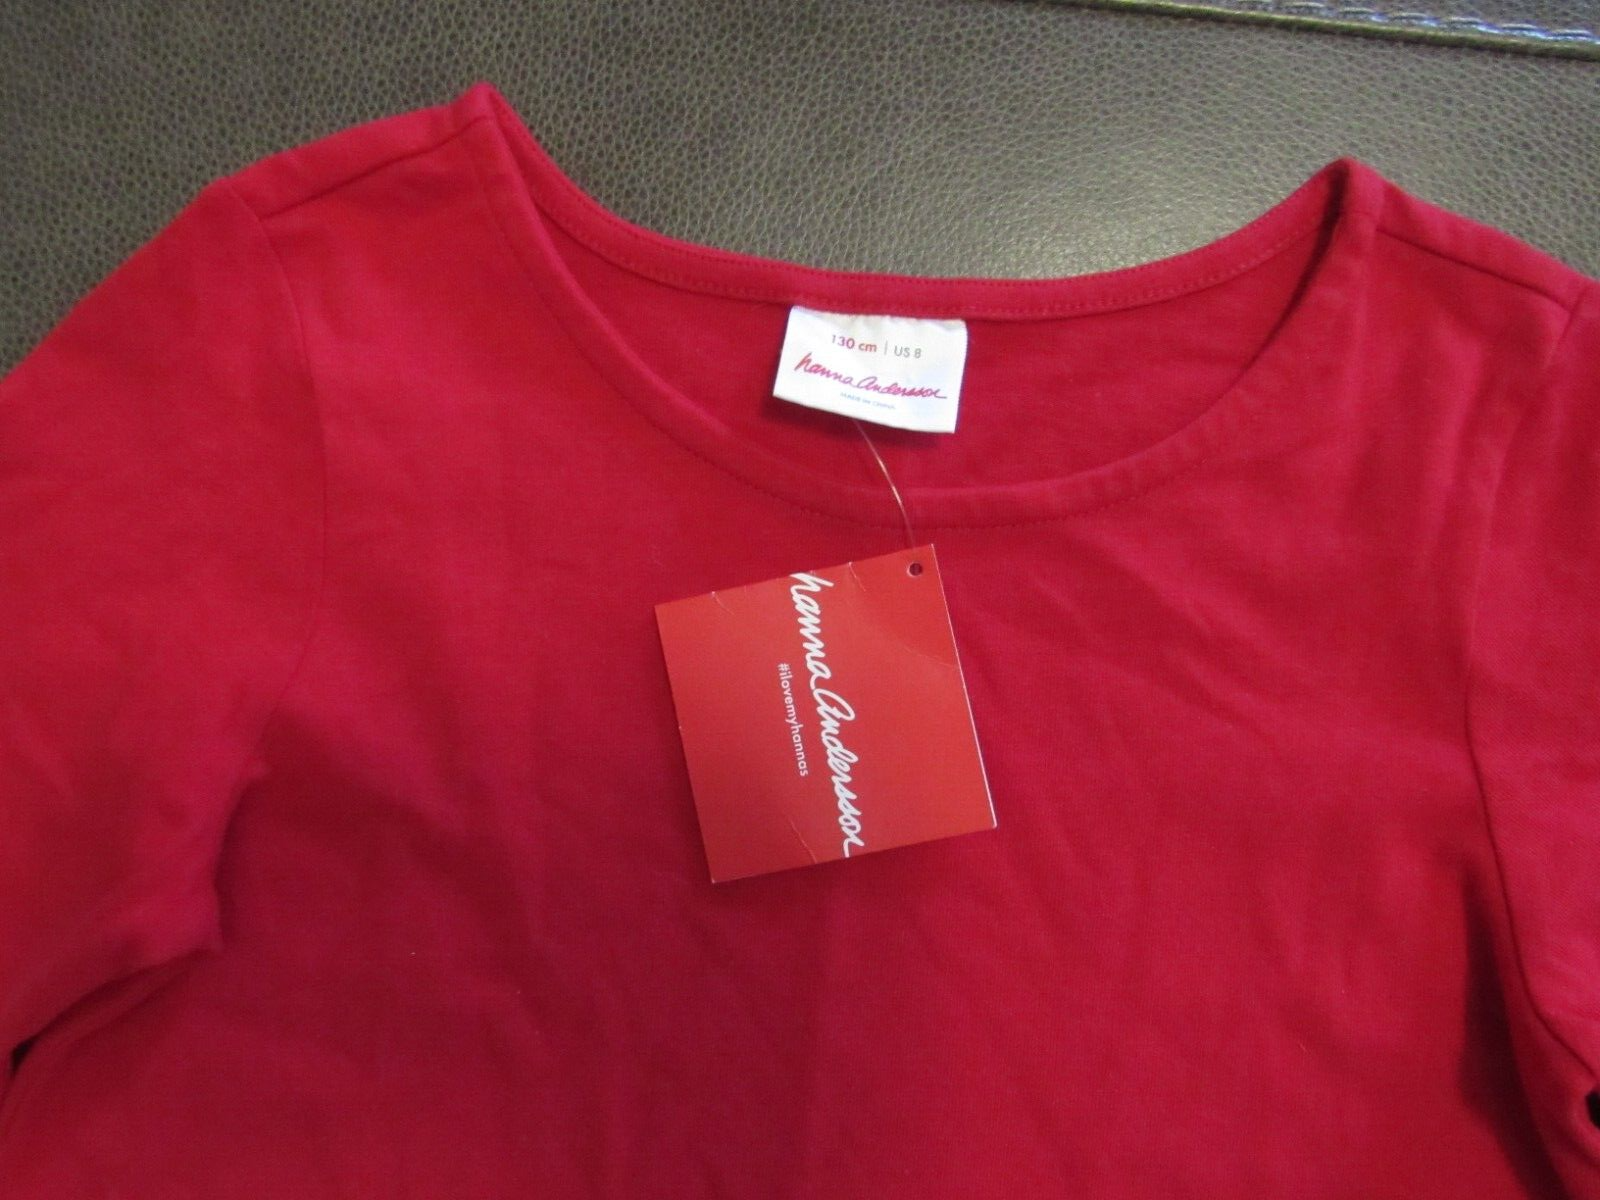 130 cm | US 8
hanna Andersson
MADE IN CHINA
hanna Andersson
#ilovemyhannas